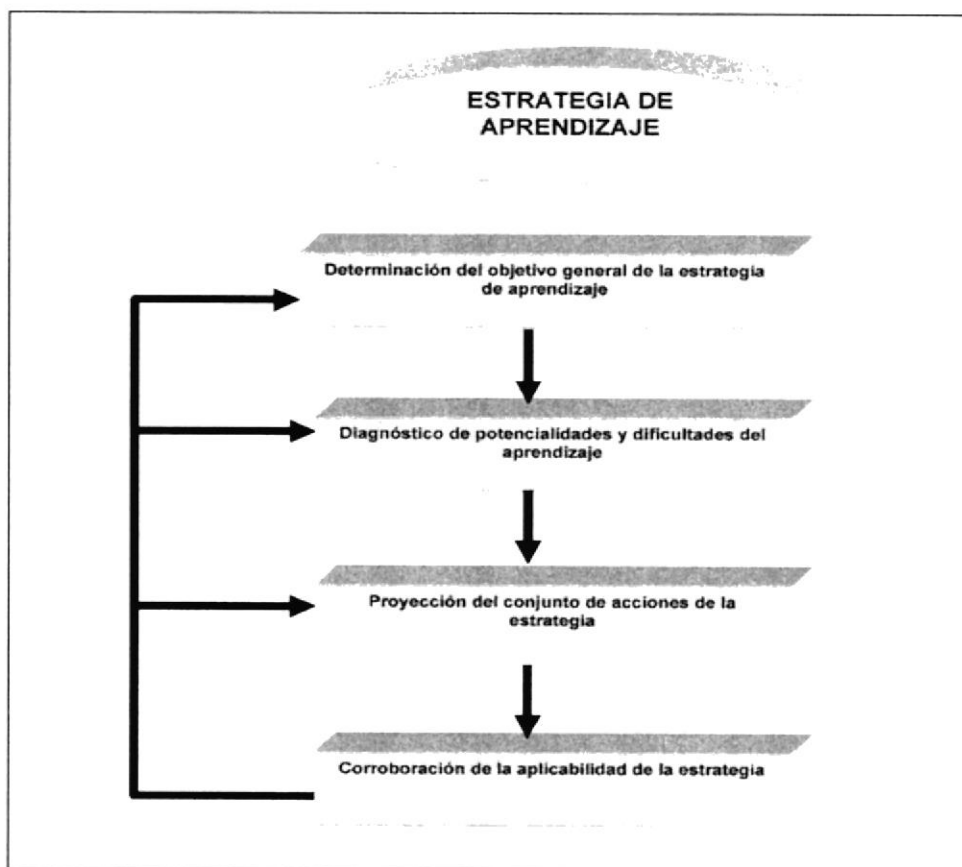 ESTRATEGIA DE
APRENDIZAJE
Determinación del objetivo general de la estrategia
de aprendizaje
Diagnóstico de potencialidades y dificultades del
aprendizaje
Proyección del conjunto de acciones de la
estrategia
Corroboración de la aplicabilidad de la estrategia